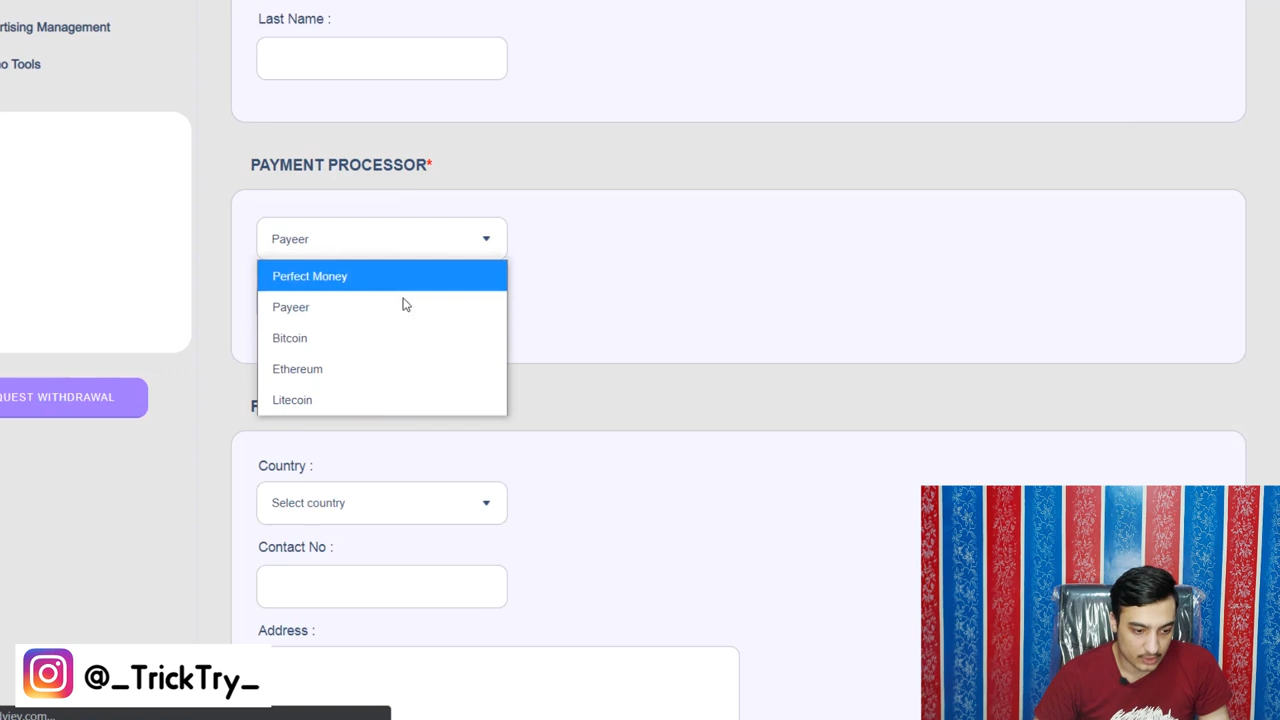 Last Name :
rtising Management
o Tools
PAYMENT PROCESSOR*
Payeer
Perfect Money
Payeer
Bitcoin
Ethereum
Litecoin
QUEST WITHDRAWAL
Country :
Select country
Contact No :
Address :
@_TrickTry_